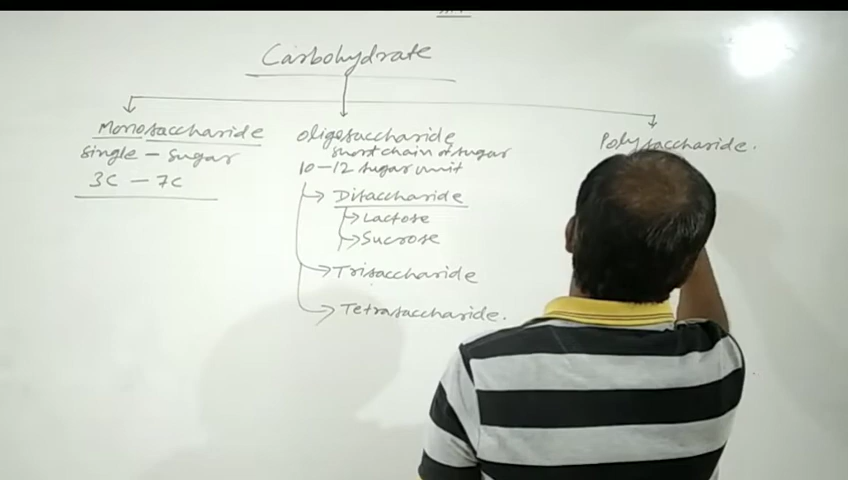 Carbohydrate
Monosaccharide
single - sugar
3C - 7C
oligosaccharide
short chain of sugar
10-12 sugar unit
Disaccharide
Lactose
Sucrose
Trisaccharide
Tetrasaccharide.
Polysaccharide.